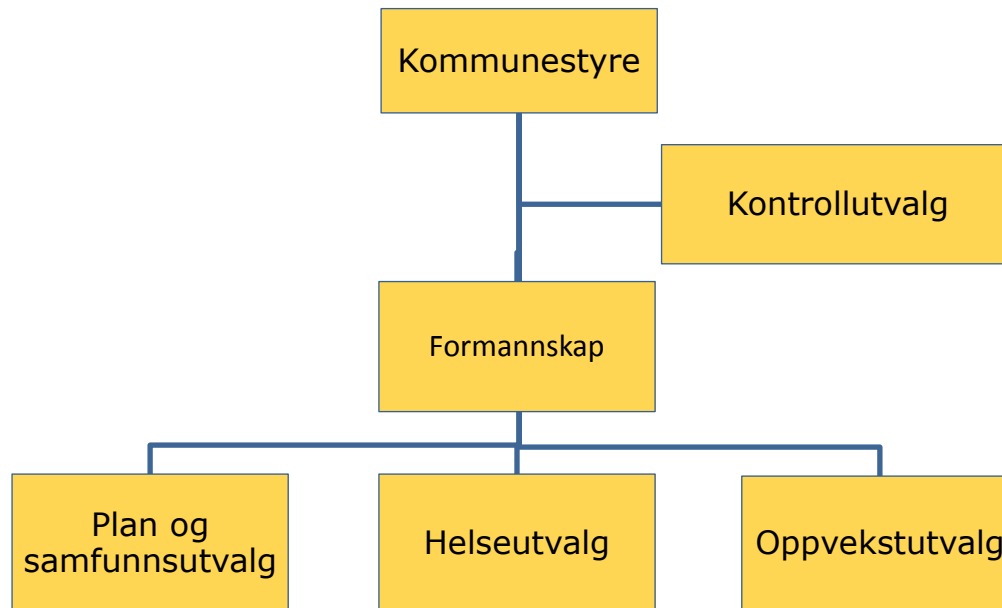 Kommunestyre
Kontrollutvalg
Formannskap
Plan og
samfunnsutvalg
Helseutvalg
Oppvekstutvalg